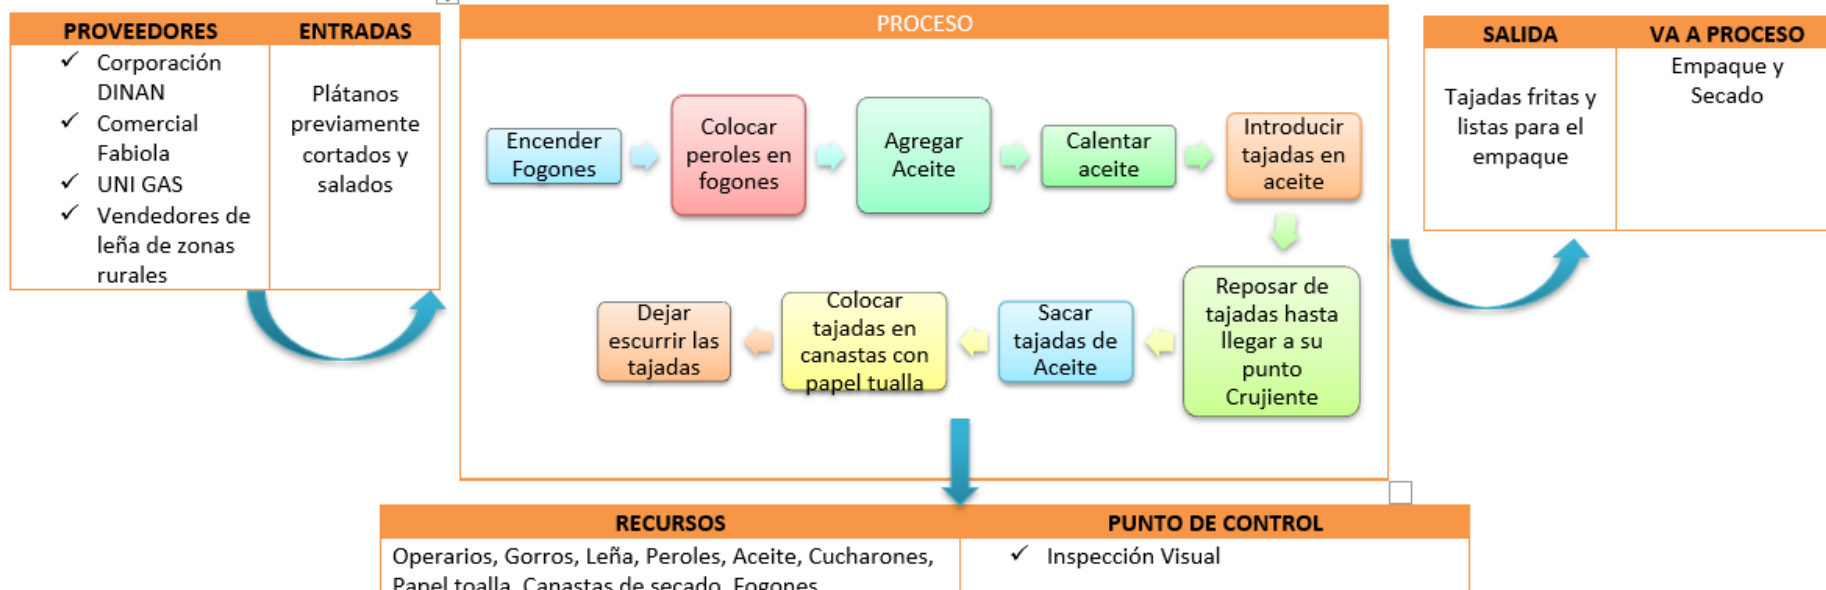 PROVEEDORES
ENTRADAS
✓ Corporación
DINAN
✓ Comercial
Fabiola
✓ UNI GAS
✓ Vendedores de
leña de zonas
rurales
Plátanos
previamente
cortados y
salados
PROCESO
Encender
Fogones
Colocar
peroles en
fogones
Agregar
Aceite
Calentar
aceite
Introducir
tajadas en
aceite
Reposar de
tajadas hasta
llegar a su
punto
Crujiente
Sacar
tajadas de
Aceite
Colocar
tajadas en
canastas con
papel tualla
Dejar
escurrir las
tajadas
SALIDA
VA A PROCESO
Tajadas fritas y
listas para el
empaque
Empaque y
Secado
RECURSOS
PUNTO DE CONTROL
Operarios, Gorros, Leña, Peroles, Aceite, Cucharones,
Papel toalla, Canastas de secado, Fogones
✓ Inspección Visual